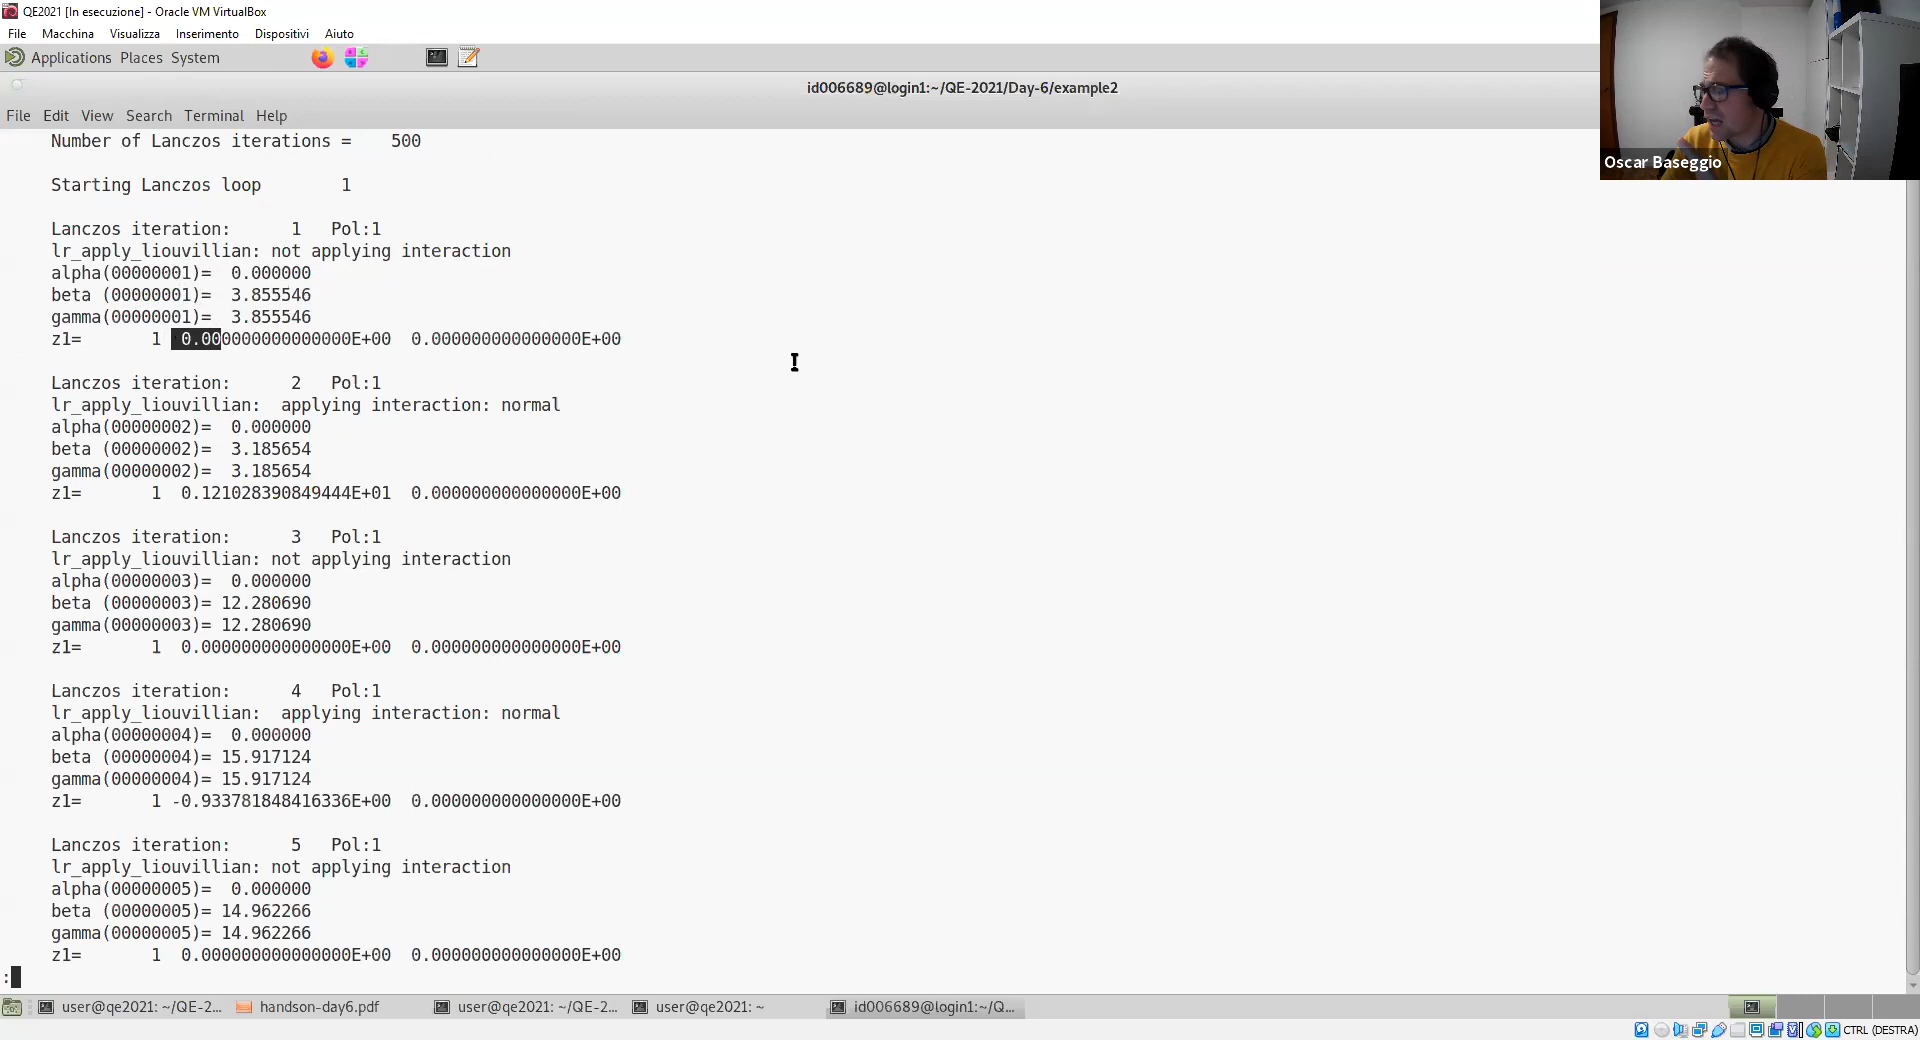 QE2021 [In esecuzione] - Oracle VM VirtualBox
File Macchina Visualizza Inserimento Dispositivi Aiuto
Applications Places System
id006689@login1:~/QE-2021/Day-6/example2
File Edit View Search Terminal Help
Oscar Baseggio
Number of Lanczos iterations = 500
Starting Lanczos loop 1
Lanczos iteration: 1 Pol:1
lr_apply_liouvillian: not applying interaction
alpha(00000001)= 0.000000
beta (00000001)= 3.855546
gamma(00000001)= 3.855546
z1= 1 0.000000000000000E+00 0.000000000000000E+00
Lanczos iteration: 2 Pol:1
lr_apply_liouvillian: applying interaction: normal
alpha(00000002)= 0.000000
beta (00000002)= 3.185654
gamma(00000002)= 3.185654
z1= 1 0.121028390849444E+01 0.000000000000000E+00
Lanczos iteration: 3 Pol:1
lr_apply_liouvillian: not applying interaction
alpha(00000003)= 0.000000
beta (00000003)= 12.280690
gamma(00000003)= 12.280690
z1= 1 0.000000000000000E+00 0.000000000000000E+00
Lanczos iteration: 4 Pol:1
lr_apply_liouvillian: applying interaction: normal
alpha(00000004)= 0.000000
beta (00000004)= 15.917124
gamma(00000004)= 15.917124
z1= 1 -0.933781848416336E+00 0.000000000000000E+00
Lanczos iteration: 5 Pol:1
lr_apply_liouvillian: not applying interaction
alpha(00000005)= 0.000000
beta (00000005)= 14.962266
gamma(00000005)= 14.962266
z1= 1 0.000000000000000E+00 0.000000000000000E+00
:
user@qe2021: ~/QE-2... handson-day6.pdf user@qe2021: ~/QE-2... user@qe2021: ~ id006689@login1:~/Q...
CTRL (DESTRA)